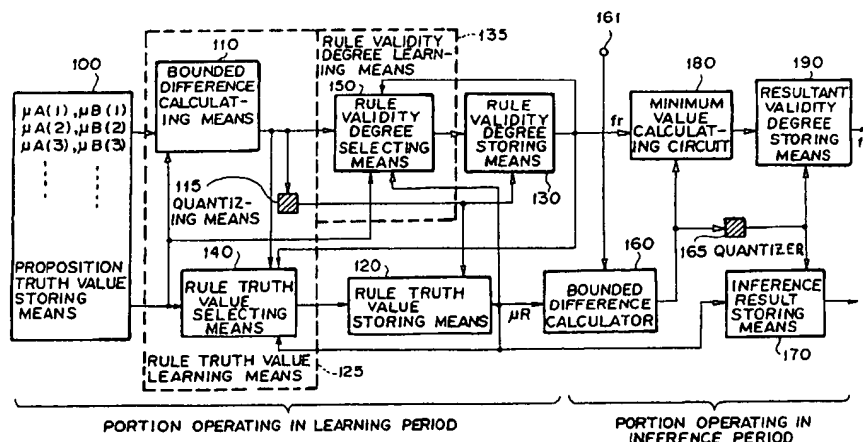 100
μA(1), μB(1)
μA(2), μB(2)
μA(3), μB(3)
PROPOSITION
TRUTH VALUE
STORING
MEANS
110
BOUNDED
DIFFERENCE
CALCULAT-
ING MEANS
115
QUANTIZ-
ING MEANS
140
RULE TRUTH
VALUE
SELECTING
MEANS
RULE TRUTH VALUE
LEARNING MEANS
125
135
RULE VALIDITY
DEGREE LEARN-
ING MEANS
150
RULE
VALIDITY
DEGREE
SELECTING
MEANS
RULE
VALIDITY
DEGREE
STORING
MEANS
130
120
RULE TRUTH
VALUE
STORING MEANS
μR
fr
161
160
BOUNDED
DIFFERENCE
CALCULATOR
180
MINIMUM
VALUE
CALCULAT-
ING CIRCUIT
165 QUANTIZER
190
RESULTANT
VALIDITY
DEGREE
STORING
MEANS
INFERENCE
RESULT
STORING
MEANS
170
PORTION OPERATING IN LEARNING PERIOD
PORTION OPERATING IN
INFERENCE PERIOD